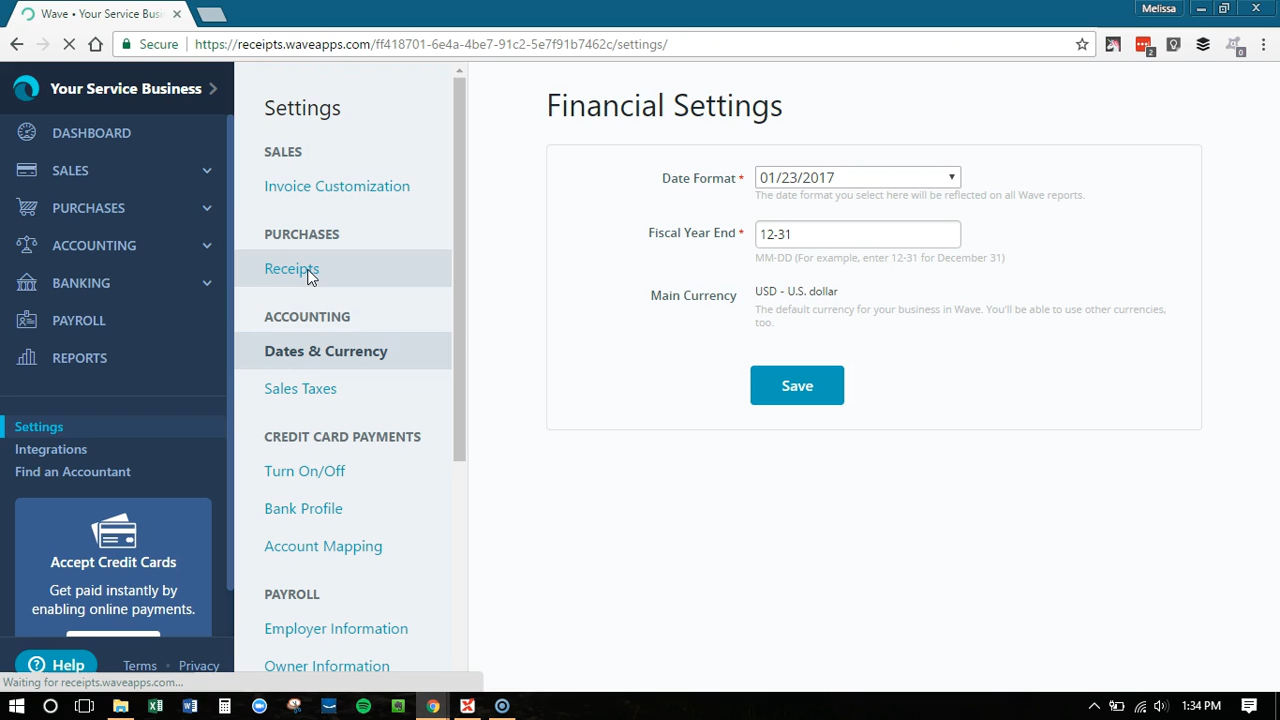 Wave • Your Service Busi
Melissa
Secure
https://receipts.waveapps.com/ff418701-6e4a-4be7-91c2-5e7f91b7462c/settings/
2
0
Your Service Business
DASHBOARD
SALES
PURCHASES
ACCOUNTING
BANKING
PAYROLL
REPORTS
Settings
Integrations
Find an Accountant
Accept Credit Cards
Get paid instantly by
enabling online payments.
? Help
Terms • Privacy
Waiting for receipts.waveapps.com...
Settings
SALES
Invoice Customization
PURCHASES
Receipts
ACCOUNTING
Dates & Currency
Sales Taxes
CREDIT CARD PAYMENTS
Turn On/Off
Bank Profile
Account Mapping
PAYROLL
Employer Information
Owner Information
Financial Settings
Date Format *
01/23/2017
The date format you select here will be reflected on all Wave reports.
Fiscal Year End *
12-31
MM-DD (For example, enter 12-31 for December 31)
Main Currency
USD - U.S. dollar
The default currency for your business in Wave. You'll be able to use other currencies,
too.
Save
1:34 PM